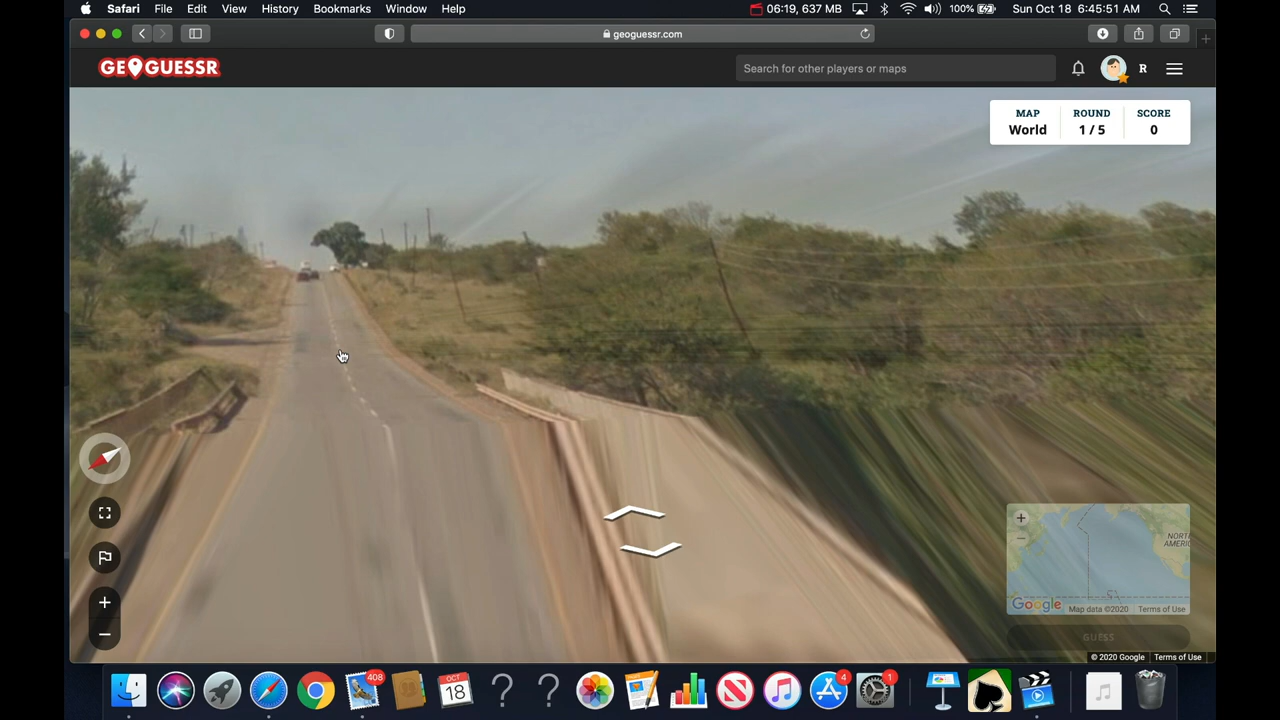 Safari File Edit View History Bookmarks Window Help 06:19, 637 MB 100% Sun Oct 18 6:45:51 AM
geoguessr.com
GEOGUESSR Search for other players or maps R
MAP ROUND SCORE
World 1 / 5 0
+
−
NORTH
AMERIC
Google Map data ©2020 Terms of Use
GUESS
+
−
© 2020 Google Terms of Use
408
OCT
18
4
1